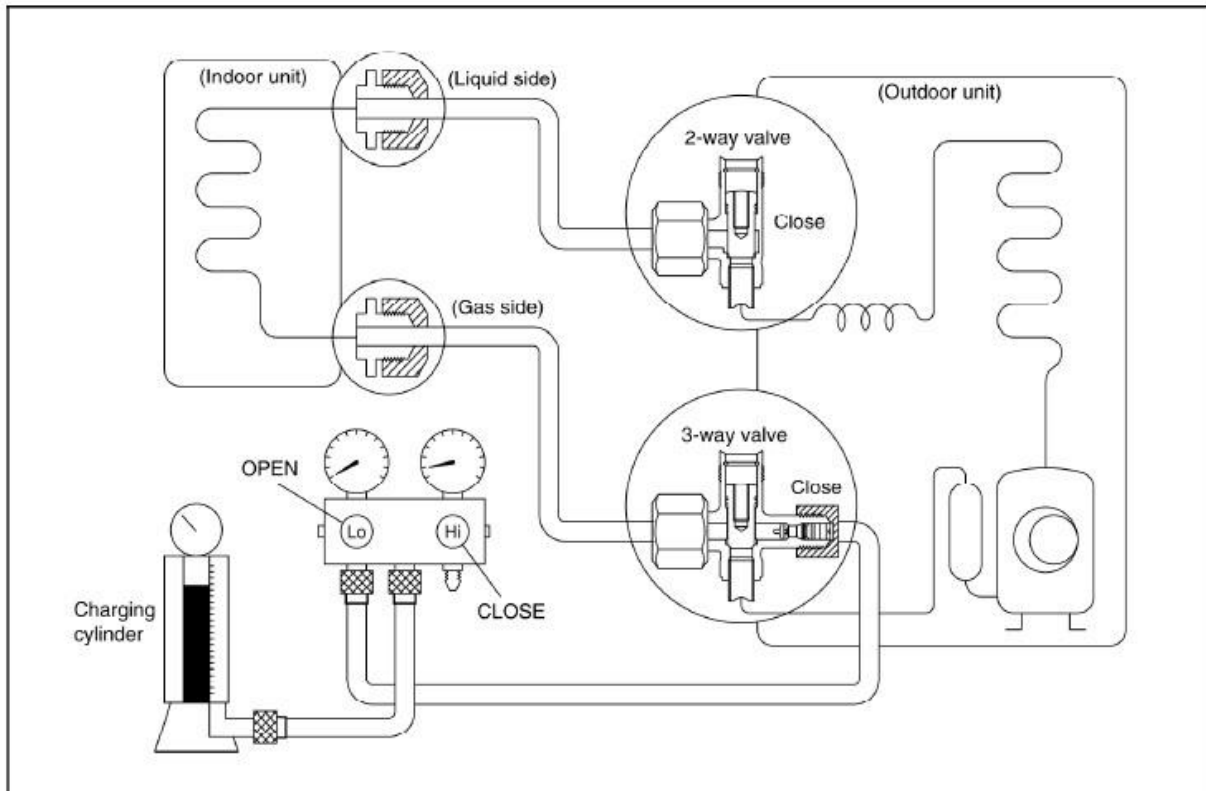 (Indoor unit)
(Liquid side)
(Outdoor unit)
2-way valve
Close
(Gas side)
3-way valve
Close
OPEN
Lo
Hi
CLOSE
Charging
cylinder